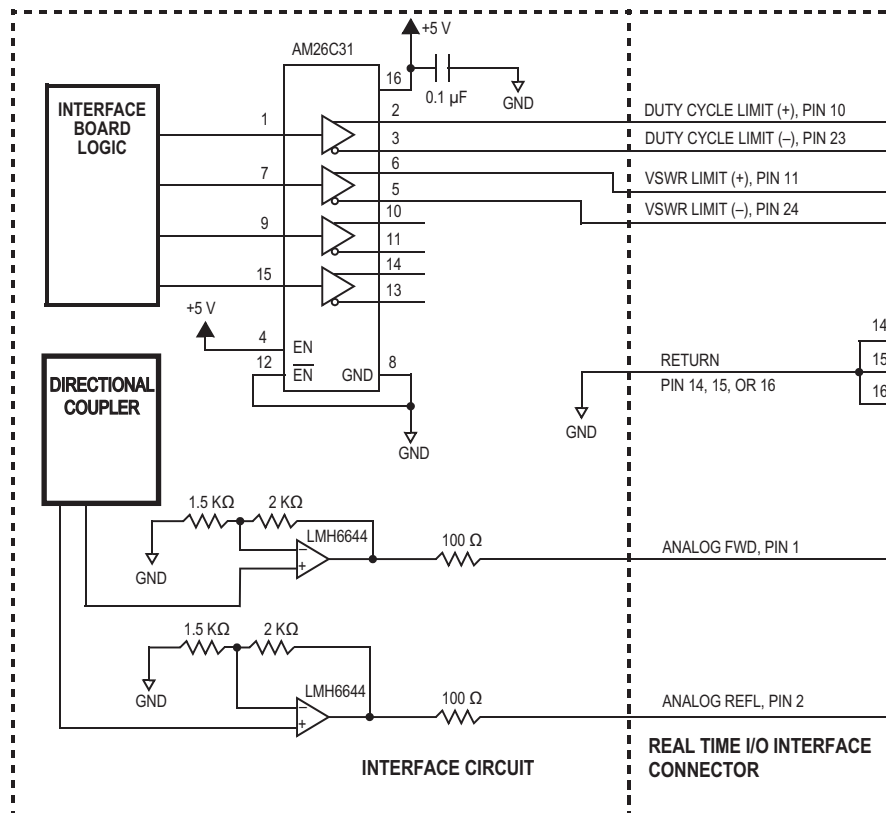 +5 V
AM26C31
16
0.1 µF
GND
INTERFACE
BOARD
LOGIC
1
2
DUTY CYCLE LIMIT (+), PIN 10
3
DUTY CYCLE LIMIT (–), PIN 23
7
6
VSWR LIMIT (+), PIN 11
5
VSWR LIMIT (–), PIN 24
9
10
11
15
14
13
+5 V
4
EN
12
EN
GND
8
GND
14
RETURN
15
PIN 14, 15, OR 16
16
GND
DIRECTIONAL
COUPLER
1.5 KΩ
2 KΩ
LMH6644
–
+
GND
100 Ω
ANALOG FWD, PIN 1
1.5 KΩ
2 KΩ
LMH6644
–
+
GND
100 Ω
ANALOG REFL, PIN 2
INTERFACE CIRCUIT
REAL TIME I/O INTERFACE
CONNECTOR